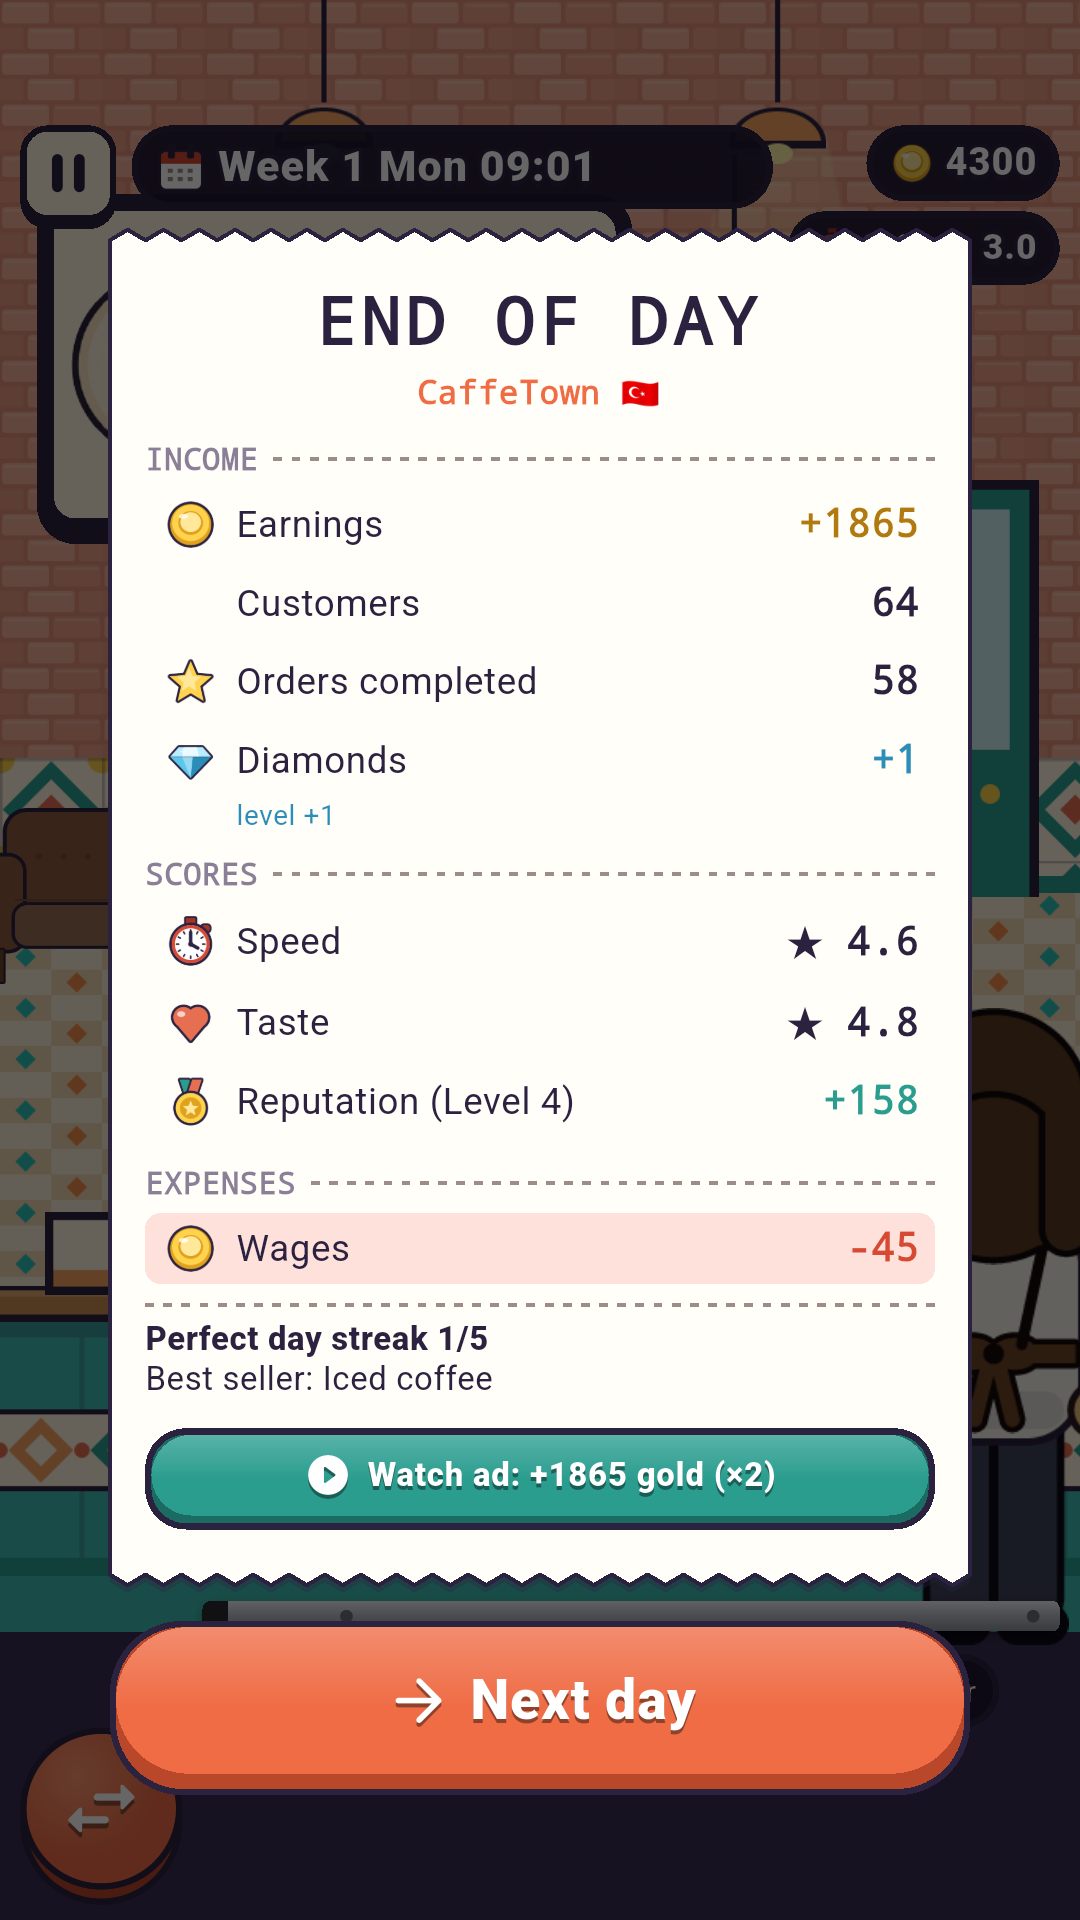 Week 1 Mon 09:01
4300
3.0
END OF DAY
CaffeTown 🇹🇷
INCOME
Earnings +1865
Customers 64
Orders completed 58
Diamonds +1
level +1
SCORES
Speed ★ 4.6
Taste ★ 4.8
Reputation (Level 4) +158
EXPENSES
Wages -45
Perfect day streak 1/5
Best seller: Iced coffee
Watch ad: +1865 gold (×2)
Next day